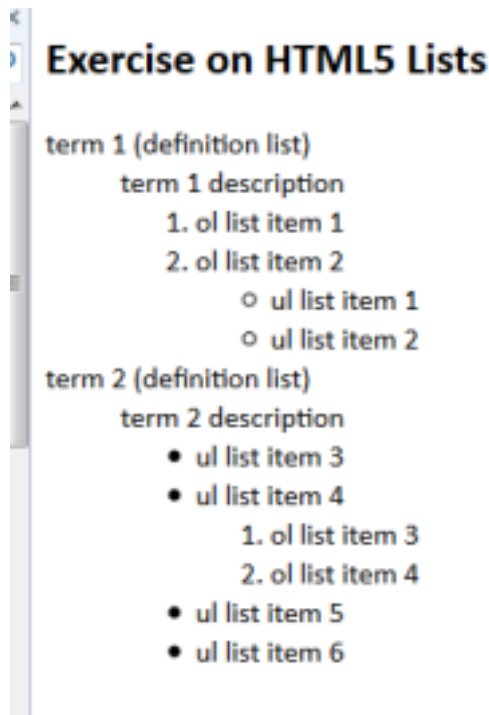 Exercise on HTML5 Lists
term 1 (definition list)
term 1 description
1. ol list item 1
2. ol list item 2
ul list item 1
ul list item 2
term 2 (definition list)
term 2 description
ul list item 3
ul list item 4
1. ol list item 3
2. ol list item 4
ul list item 5
ul list item 6